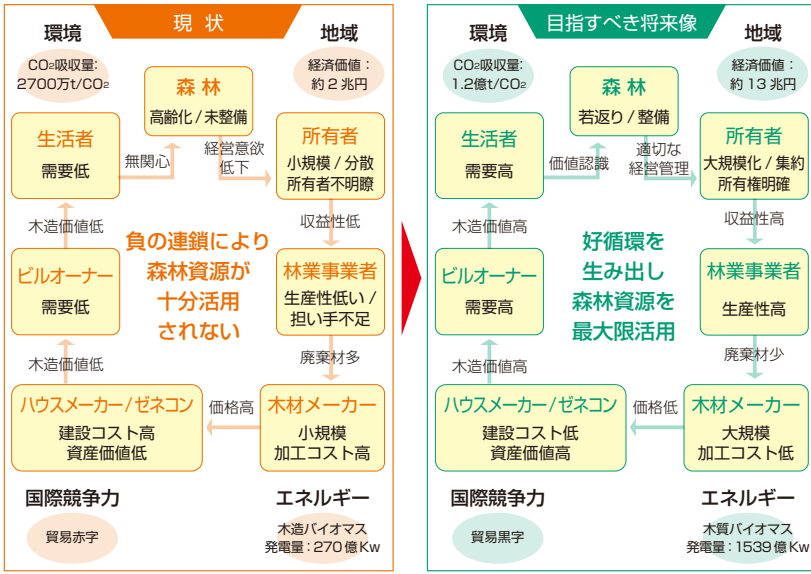 現 状
環境
CO2吸収量:
2700万t/CO2
地域
経済価値：
約2兆円
森 林
高齢化/未整備
生活者
需要低
無関心
経営意欲
低下
所有者
小規模/分散
所有者不明瞭
木造価値低
収益性低
負の連鎖により
森林資源が
十分活用
されない
ビルオーナー
需要低
林業事業者
生産性低い/
担い手不足
木造価値低
廃棄材多
ハウスメーカー/ゼネコン
建設コスト高
資産価値低
価格高
木材メーカー
小規模
加工コスト高
国際競争力
貿易赤字
エネルギー
木造バイオマス
発電量：270億Kw
目指すべき将来像
環境
CO2吸収量:
1.2億t/CO2
地域
経済価値：
約13兆円
森 林
若返り/整備
生活者
需要高
価値認識
適切な
経営管理
所有者
大規模化/集約
所有権明確
木造価値高
収益性高
好循環を
生み出し
森林資源を
最大限活用
ビルオーナー
需要高
林業事業者
生産性高
木造価値高
廃棄材少
ハウスメーカー/ゼネコン
建設コスト低
資産価値高
価格低
木材メーカー
大規模
加工コスト低
国際競争力
貿易黒字
エネルギー
木質バイオマス
発電量：1539億Kw